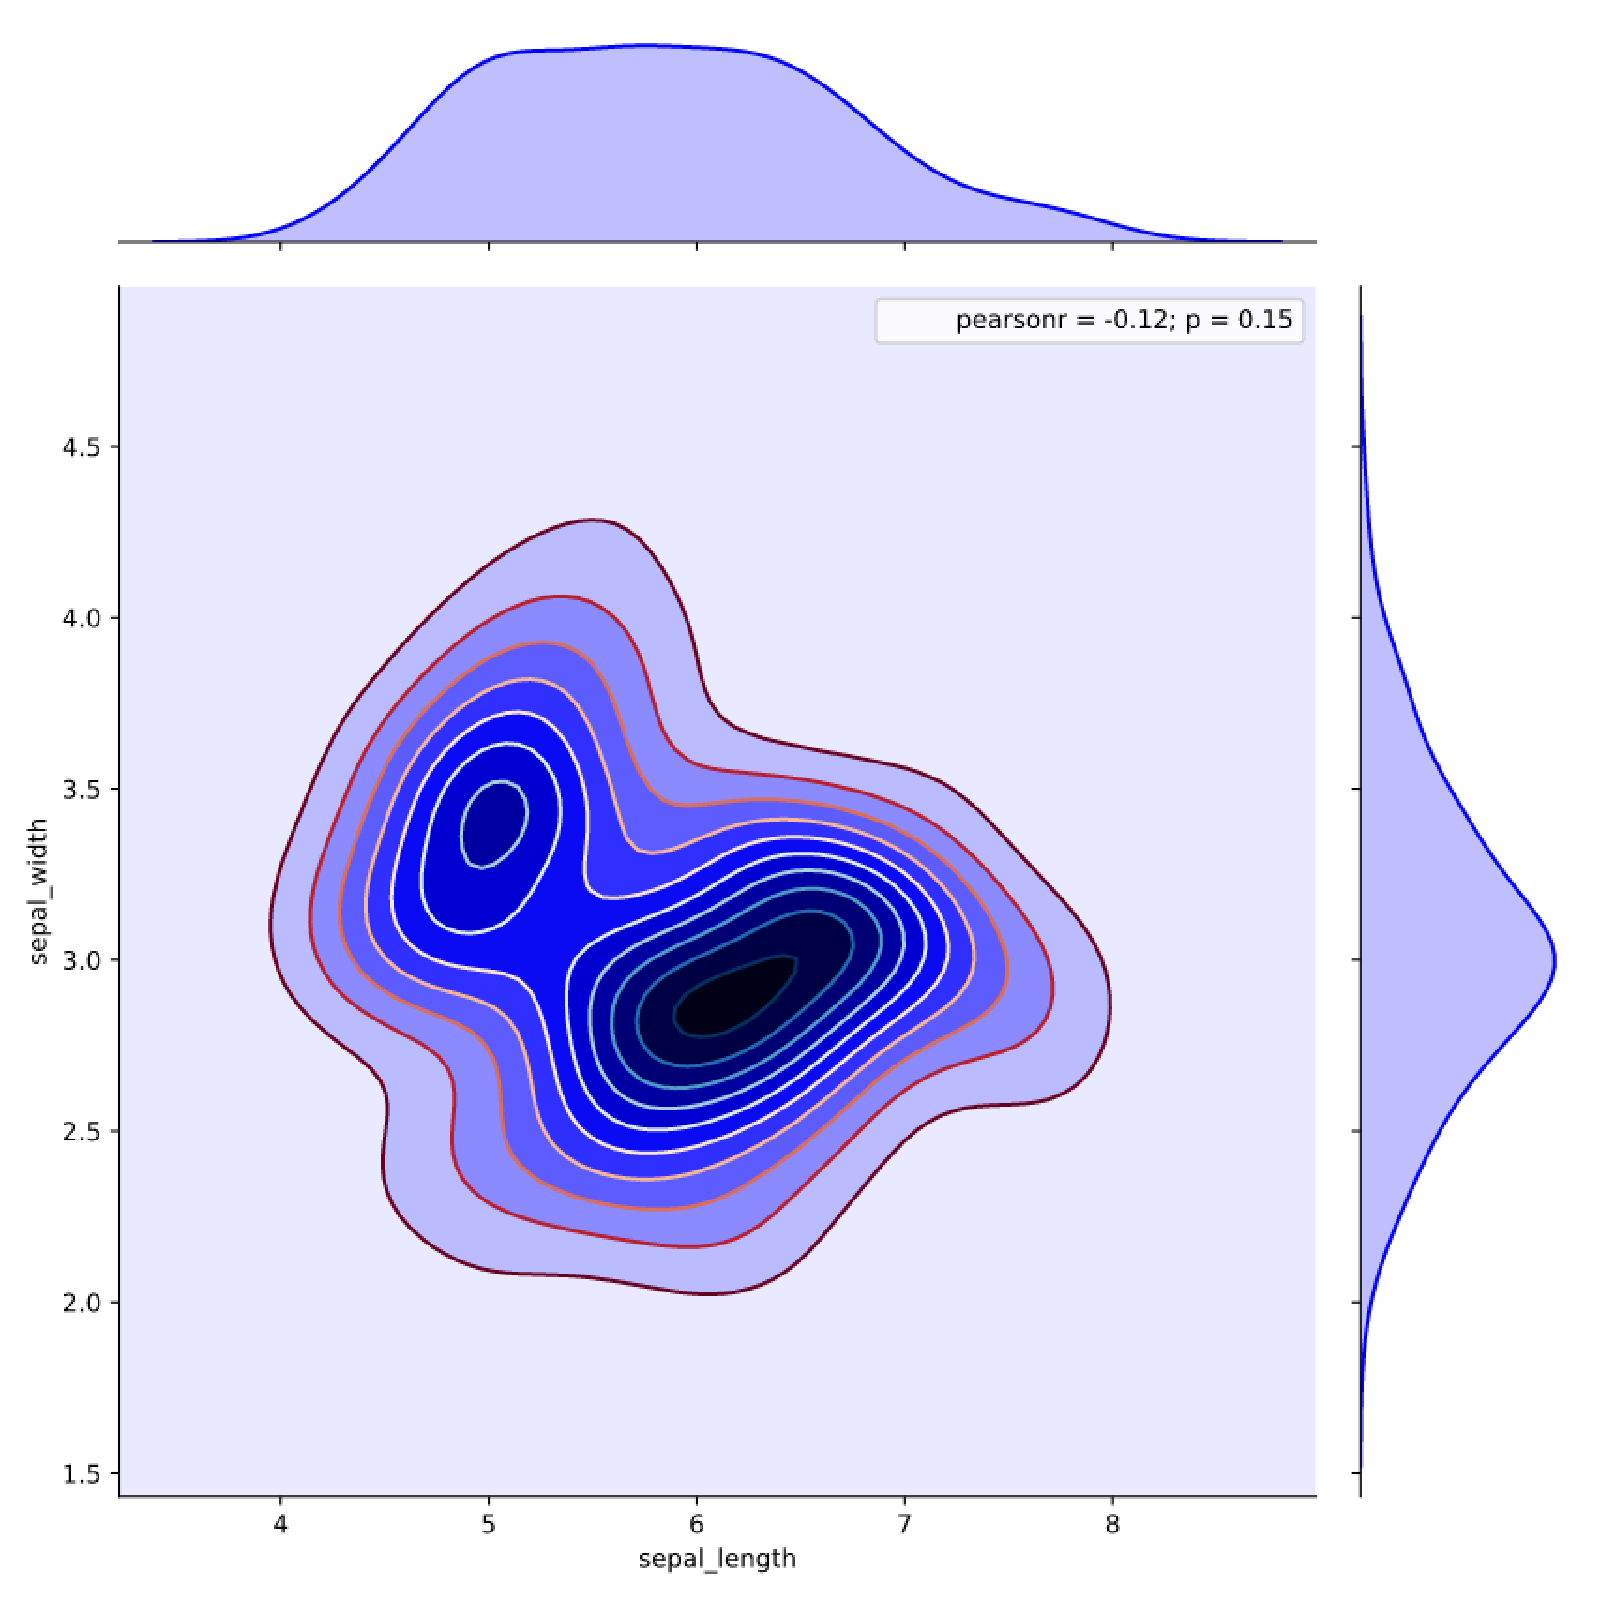 pearsonr = -0.12; p = 0.15
4.5
4.0
3.5
3.0
2.5
2.0
1.5
sepal_width
4 5 6 7 8
sepal_length